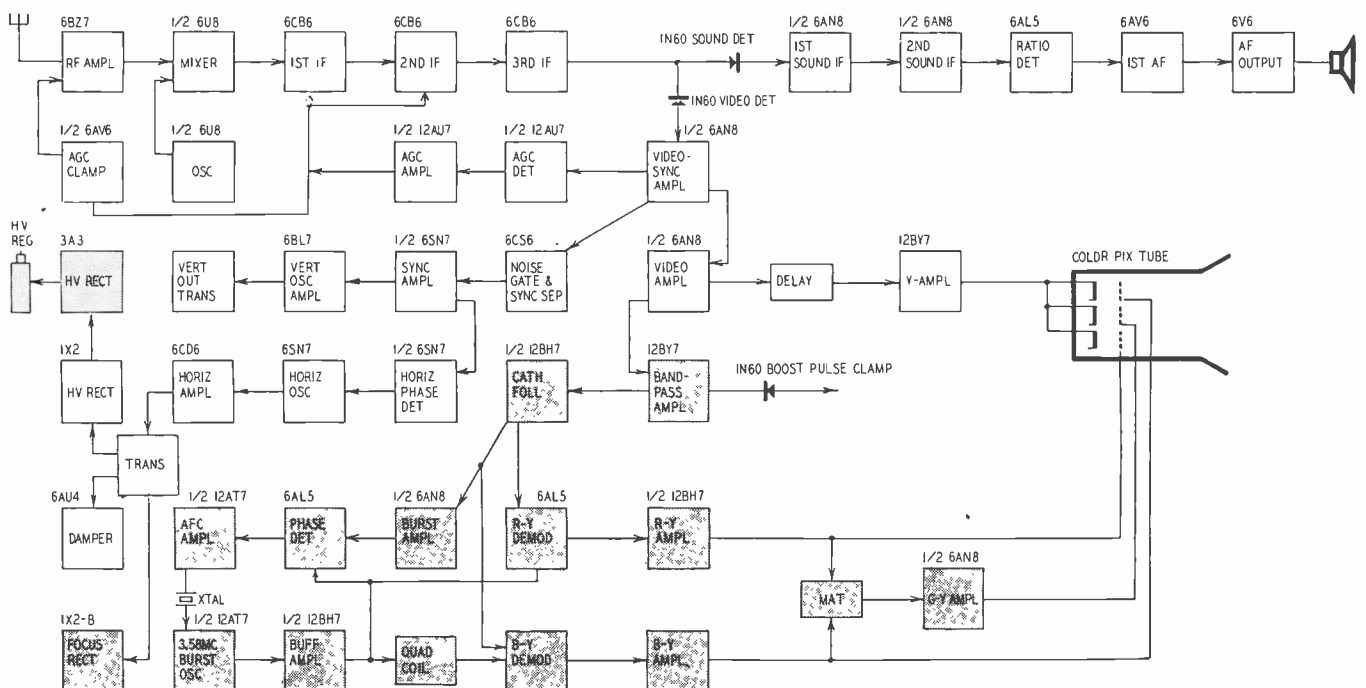 6BZ7
RF AMPL
1/2 6U8
MIXER
6CB6
1ST IF
6CB6
2ND IF
6CB6
3RD IF
IN60 SOUND DET
1/2 6AN8
1ST
SOUND IF
1/2 6AN8
2ND
SOUND IF
6AL5
RATIO
DET
6AV6
1ST AF
6V6
AF
OUTPUT
IN60 VIDEO DET
1/2 6AV6
AGC
CLAMP
1/2 6U8
OSC
1/2 12AU7
AGC
AMPL
1/2 12AU7
AGC
DET
1/2 6AN8
VIDEO-
SYNC
AMPL
HV
REG
3A3
HV RECT
VERT
OUT
TRANS
6BL7
VERT
OSC
AMPL
1/2 6SN7
SYNC
AMPL
6CS6
NOISE
GATE &
SYNC SEP
1/2 6AN8
VIDEO
AMPL
DELAY
12BY7
Y-AMPL
COLOR PIX TUBE
1X2
HV RECT
6CD6
HORIZ
AMPL
6SN7
HORIZ
OSC
1/2 6SN7
HORIZ
PHASE
DET
1/2 12BH7
CATH
FOLL
12BY7
BAND-
PASS
AMPL
IN60 BOOST PULSE CLAMP
TRANS
6AU4
DAMPER
1/2 12AT7
AFC
AMPL
6AL5
PHASE
DET
1/2 6AN8
BURST
AMPL
6AL5
R-Y
DEMOD
1/2 12BH7
R-Y
AMPL
XTAL
MAT
1/2 6AN8
G-Y AMPL
1X2-B
FOCUS
RECT
1/2 12AT7
3.58MC
BURST
OSC
1/2 12BH7
BUFF
AMPL
QUAD
COIL
B-Y
DEMOD
B-Y
AMPL